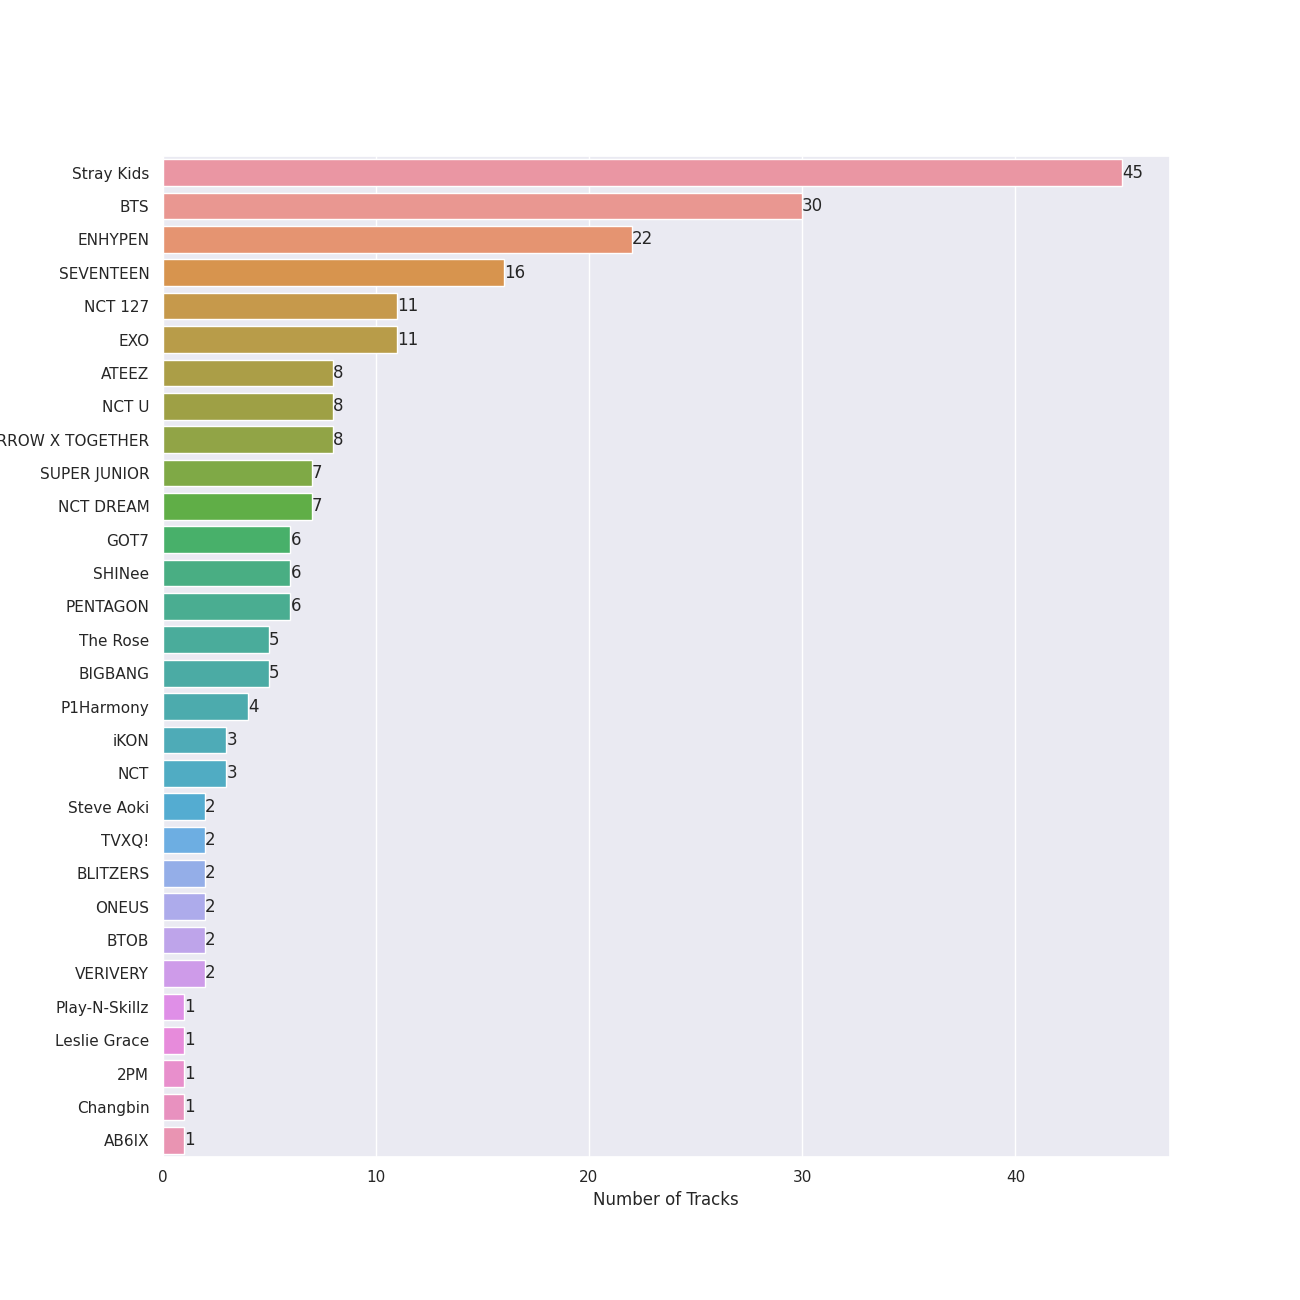 Stray Kids 45
BTS 30
ENHYPEN 22
SEVENTEEN 16
NCT 127 11
EXO 11
ATEEZ 8
NCT U 8
X TOGETHER 8
SUPER JUNIOR 7
NCT DREAM 7
GOT7 6
SHINee 6
PENTAGON 6
The Rose 5
BIGBANG 5
P1Harmony 4
iKON 3
NCT 3
Steve Aoki 2
TVXQ! 2
BLITZERS 2
ONEUS 2
BTOB 2
VERIVERY 2
Play-N-Skillz 1
Leslie Grace 1
2PM 1
Changbin 1
AB6IX 1
0 10 20 30 40
Number of Tracks